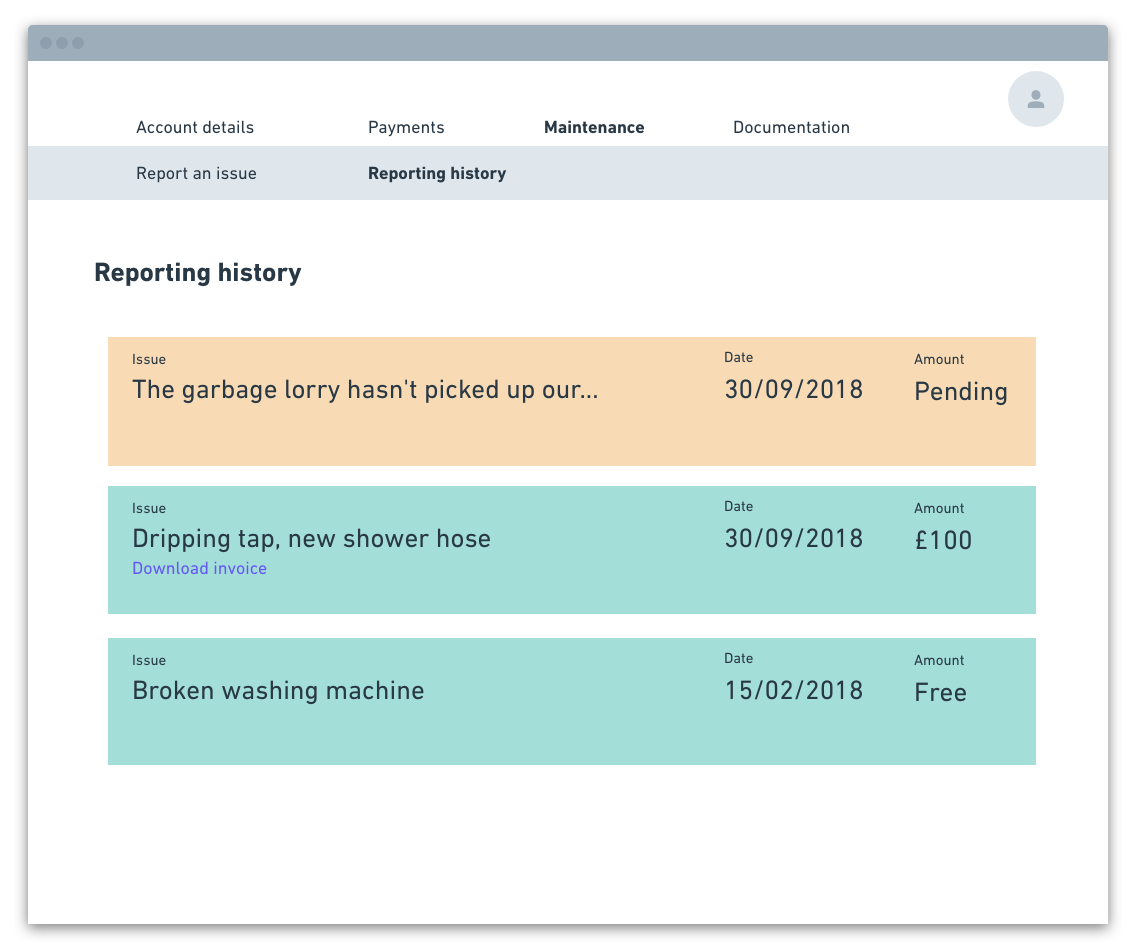 Account details
Payments
Maintenance
Documentation
Report an issue
Reporting history
Reporting history
Issue
Date
Amount
The garbage lorry hasn't picked up our...
30/09/2018
Pending
Issue
Date
Amount
Dripping tap, new shower hose
30/09/2018
£100
Download invoice
Issue
Date
Amount
Broken washing machine
15/02/2018
Free